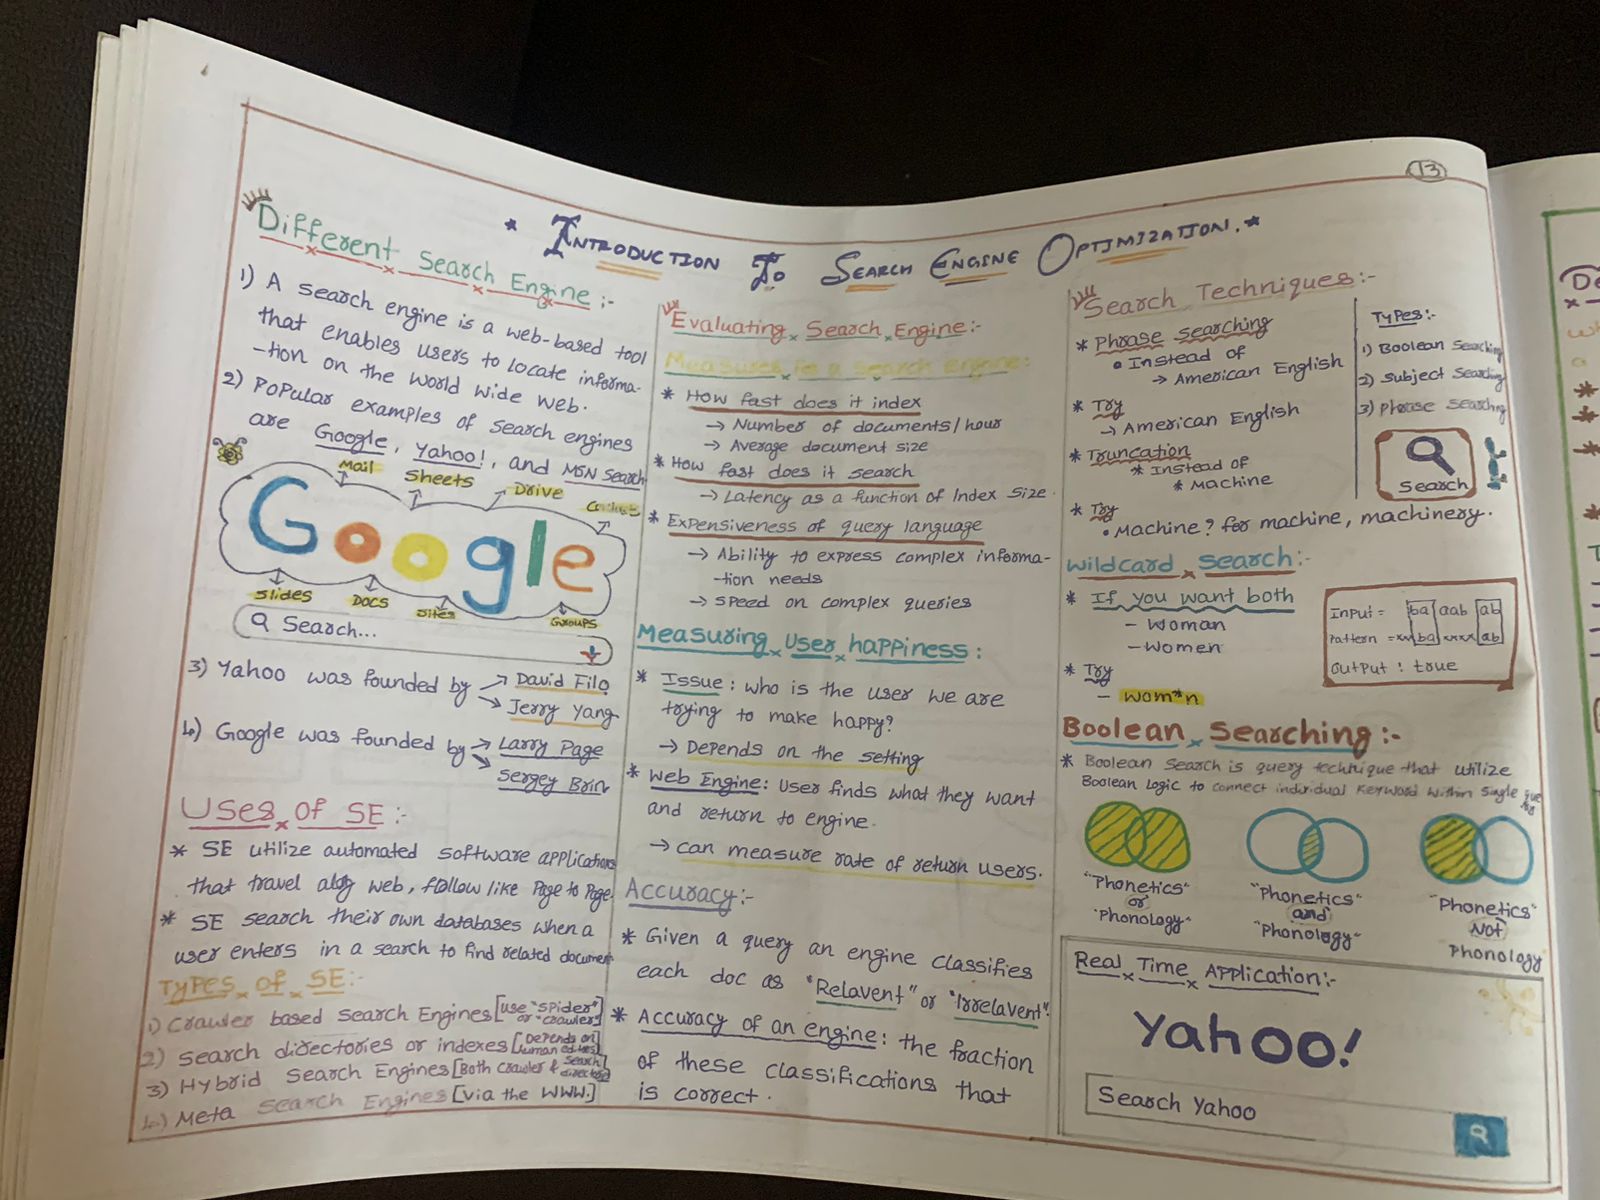 13
* Introduction To Search Engine Optimization. *
Different Search Engine :-
1) A search engine is a web-based tool
that enables users to locate informa-
-tion on the world wide web.
2) Popular examples of search engines
are Google, Yahoo!, and MSN Search
Mail
Sheets
Drive
Google
Slides
Docs
Sites
Groups
Search...
3) Yahoo was founded by → David Filo
→ Jerry Yang
4) Google was founded by → Larry Page
→ Sergey Brin
Uses of SE :-
* SE utilize automated software applications
that travel along web, follow like Page to Page.
* SE search their own databases when a
user enters in a search to find related document
Types of SE :-
1) Crawler based Search Engines [use "spider"
or "crawler"]
2) Search directories or indexes [Depends on
human editors]
3) Hybrid Search Engines [Both crawler & Search
directory]
4) Meta Search Engines [via the WWW.]
Evaluating Search Engine :-
Measures for a search engine :
* How fast does it index
→ Number of documents/hour
→ Average document size
* How fast does it search
→ Latency as a function of Index size.
* Expensiveness of query language
→ Ability to express complex informa-
-tion needs
→ Speed on complex queries
Measuring user happiness :
* Issue : who is the user we are
trying to make happy?
→ Depends on the setting
* Web Engine : User finds what they want
and return to engine.
→ can measure rate of return users.
Accuracy :-
* Given a query an engine classifies
each doc as "Relavent" or "Irrelavent".
* Accuracy of an engine : the fraction
of these classifications that
is correct.
Search Techniques :-
* Phrase searching
• Instead of
→ American English
* Try
→ American English
* Truncation
* Instead of
* Machine
* Try
• Machine? for machine, machinery.
Types :-
1) Boolean Searching
2) Subject Searching
3) Phrase Searching
Search
Wildcard Search :-
* If you want both
- Woman
- Women
* Try
- Wom*n
Input = ba aab ab
Pattern = ** ba **** ab
Output : true
Boolean Searching :-
* Boolean Search is query technique that utilize
Boolean Logic to connect individual keyword within single
"Phonetics"
or
"Phonology"
"Phonetics"
and
"Phonology"
"Phonetics"
Not
Phonology
Real Time Application :-
Yahoo!
Search Yahoo